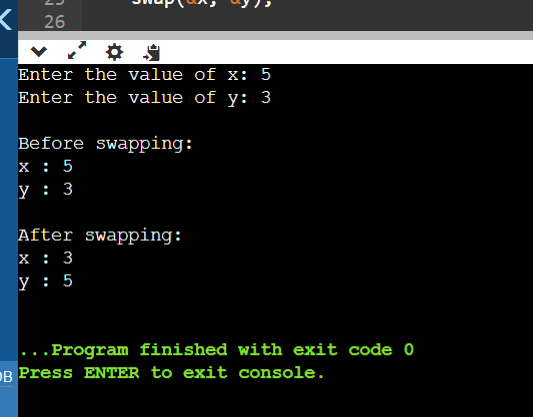 25 swap(&x, &y);
26
Enter the value of x: 5
Enter the value of y: 3
Before swapping:
x : 5
y : 3
After swapping:
x : 3
y : 5
...Program finished with exit code 0
Press ENTER to exit console.
DB